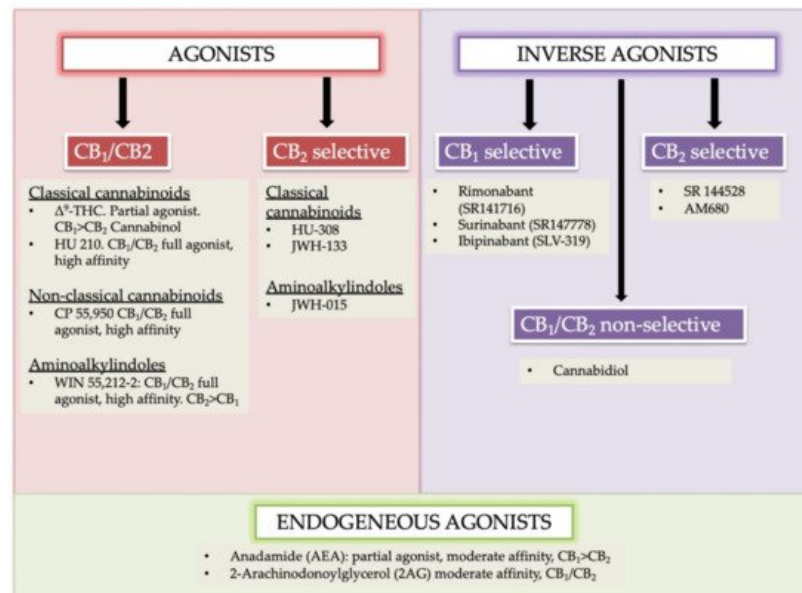 AGONISTS
CB₁/CB2
Classical cannabinoids
• Δ⁹-THC. Partial agonist.
CB₁>CB₂ Cannabinol
• HU 210. CB₁/CB₂ full agonist,
high affinity
Non-classical cannabinoids
• CP 55,950 CB₁/CB₂ full
agonist, high affinity
Aminoalkylindoles
• WIN 55,212-2: CB₁/CB₂ full
agonist, high affinity. CB₂>CB₁
CB₂ selective
Classical
cannabinoids
• HU-308
• JWH-133
Aminoalkylindoles
• JWH-015
INVERSE AGONISTS
CB₁ selective
• Rimonabant
(SR141716)
• Surinabant (SR147778)
• Ibipinabant (SLV-319)
CB₂ selective
• SR 144528
• AM680
CB₁/CB₂ non-selective
• Cannabidiol
ENDOGENEOUS AGONISTS
• Anadamide (AEA): partial agonist, moderate affinity, CB₁>CB₂
• 2-Arachinodonoylglycerol (2AG) moderate affinity, CB₁/CB₂